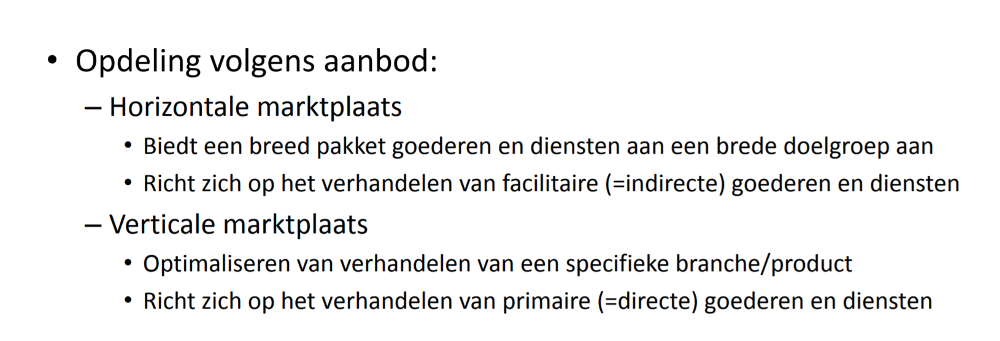 • Opdeling volgens aanbod:
– Horizontale marktplaats
• Biedt een breed pakket goederen en diensten aan een brede doelgroep aan
• Richt zich op het verhandelen van facilitaire (=indirecte) goederen en diensten
– Verticale marktplaats
• Optimaliseren van verhandelen van een specifieke branche/product
• Richt zich op het verhandelen van primaire (=directe) goederen en diensten